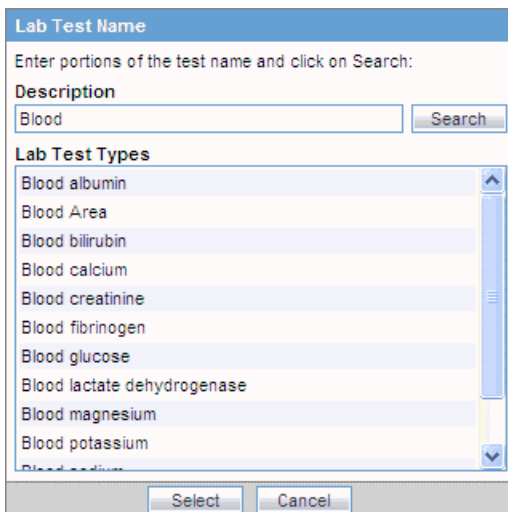 Lab Test Name
Enter portions of the test name and click on Search:
Description
Blood Search
Lab Test Types
Blood albumin
Blood Area
Blood bilirubin
Blood calcium
Blood creatinine
Blood fibrinogen
Blood glucose
Blood lactate dehydrogenase
Blood magnesium
Blood potassium
Blood sodium
Select Cancel